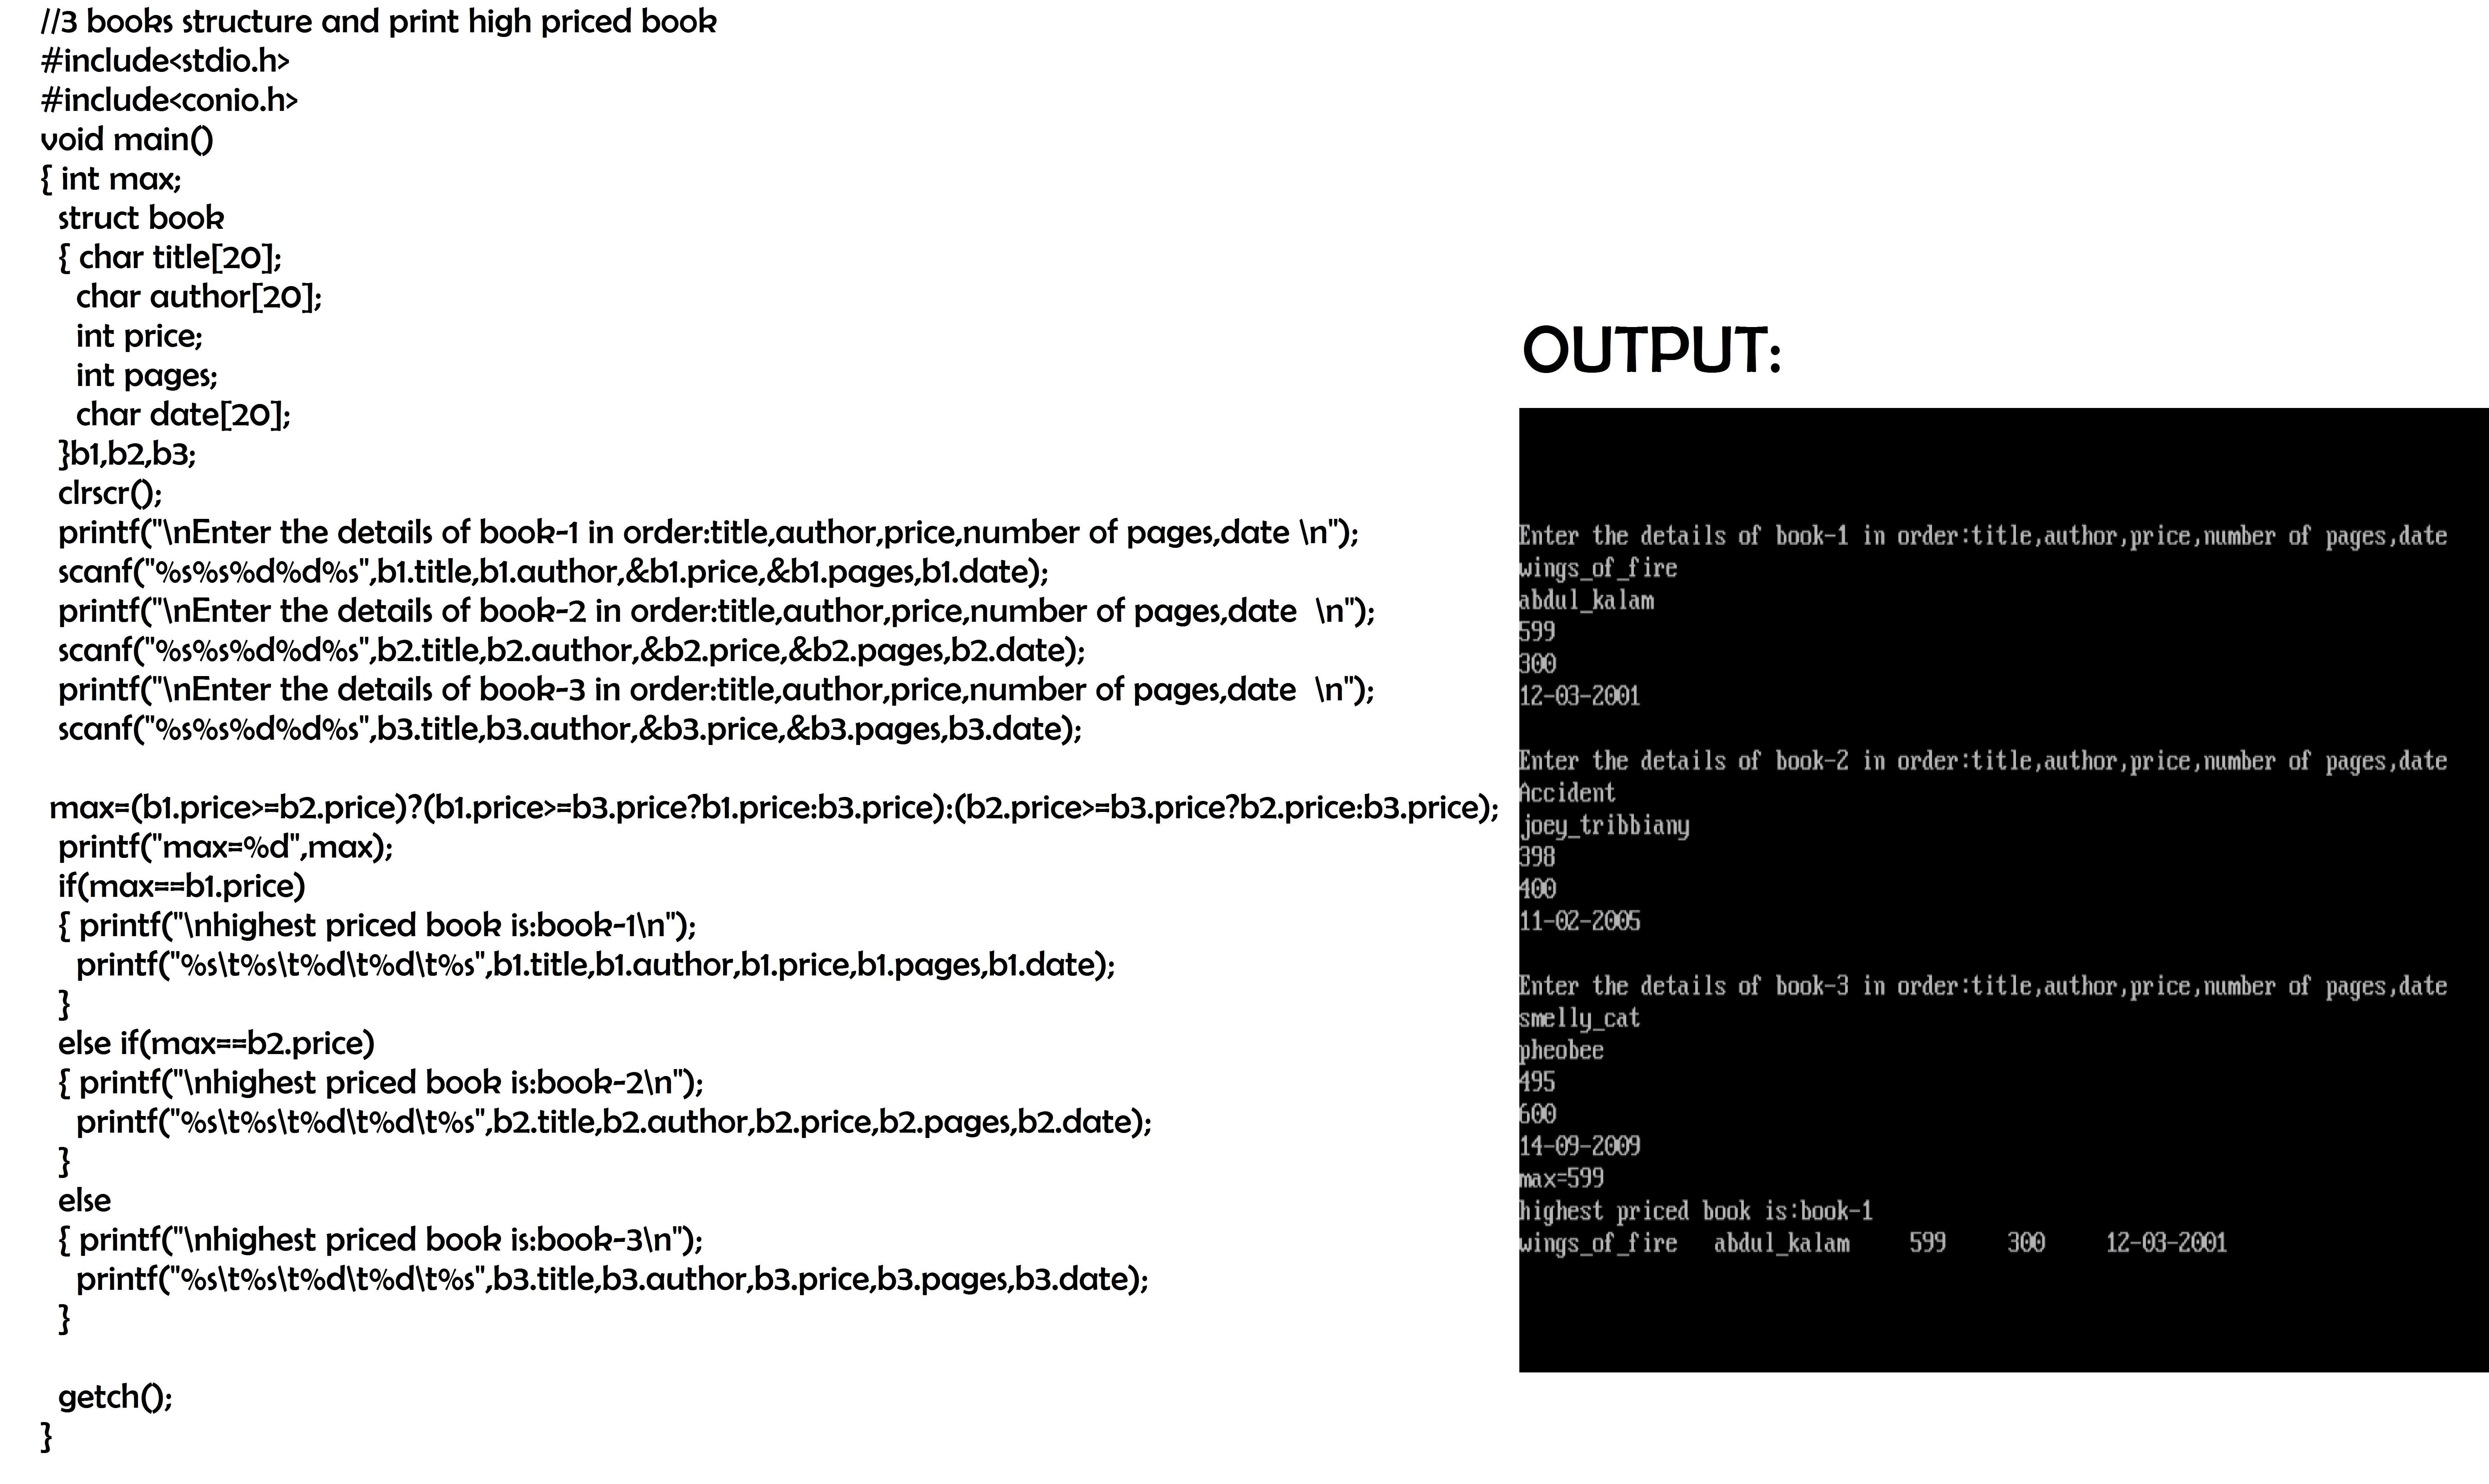 //3 books structure and print high priced book
#include<stdio.h>
#include<conio.h>
void main()
{ int max;
  struct book
  { char title[20];
    char author[20];
    int price;
    int pages;
    char date[20];
  }b1,b2,b3;
  clrscr();
  printf("\nEnter the details of book-1 in order:title,author,price,number of pages,date \n");
  scanf("%s%s%d%d%s",b1.title,b1.author,&b1.price,&b1.pages,b1.date);
  printf("\nEnter the details of book-2 in order:title,author,price,number of pages,date  \n");
  scanf("%s%s%d%d%s",b2.title,b2.author,&b2.price,&b2.pages,b2.date);
  printf("\nEnter the details of book-3 in order:title,author,price,number of pages,date  \n");
  scanf("%s%s%d%d%s",b3.title,b3.author,&b3.price,&b3.pages,b3.date);

 max=(b1.price>=b2.price)?(b1.price>=b3.price?b1.price:b3.price):(b2.price>=b3.price?b2.price:b3.price);
  printf("max=%d",max);
  if(max==b1.price)
  { printf("\nhighest priced book is:book-1\n");
    printf("%s\t%s\t%d\t%d\t%s",b1.title,b1.author,b1.price,b1.pages,b1.date);
  }
  else if(max==b2.price)
  { printf("\nhighest priced book is:book-2\n");
    printf("%s\t%s\t%d\t%d\t%s",b2.title,b2.author,b2.price,b2.pages,b2.date);
  }
  else
  { printf("\nhighest priced book is:book-3\n");
    printf("%s\t%s\t%d\t%d\t%s",b3.title,b3.author,b3.price,b3.pages,b3.date);
  }

  getch();
}
OUTPUT:
Enter the details of book-1 in order:title,author,price,number of pages,date
wings_of_fire
abdul_kalam
599
300
12-03-2001

Enter the details of book-2 in order:title,author,price,number of pages,date
Accident
joey_tribbiany
398
400
11-02-2005

Enter the details of book-3 in order:title,author,price,number of pages,date
smelly_cat
pheobee
495
600
14-09-2009
max=599
highest priced book is:book-1
wings_of_fire   abdul_kalam     599     300     12-03-2001